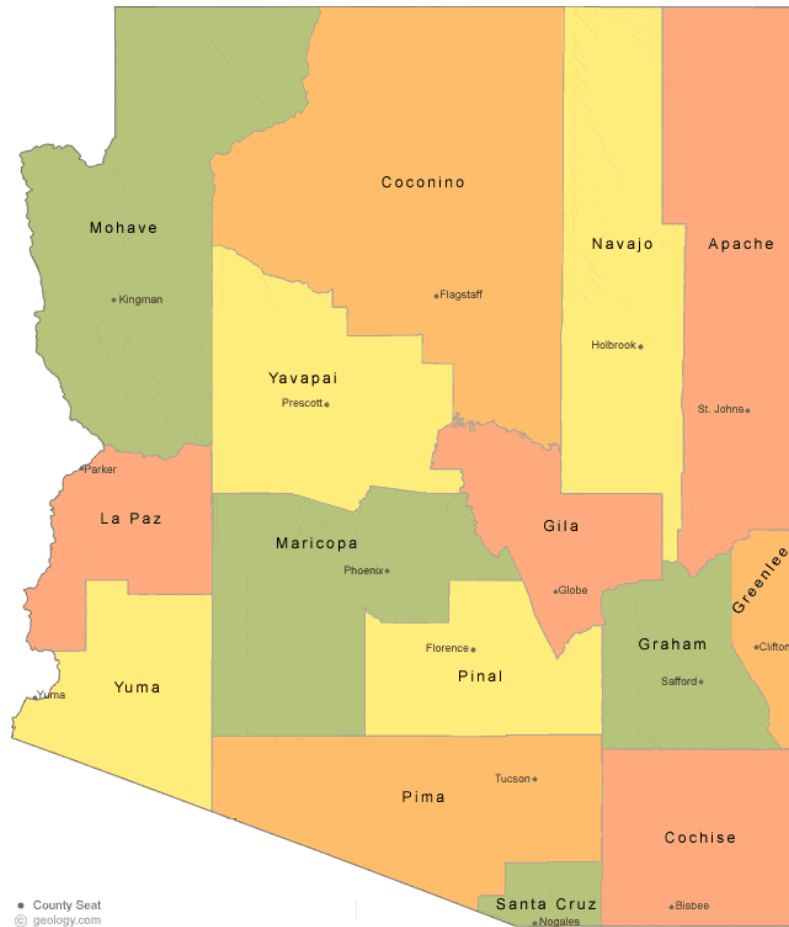 Coconino
Mohave
Navajo
Apache
Kingman
Flagstaff
Holbrook
Yavapai
Prescott
St. Johns
Parker
La Paz
Gila
Maricopa
Phoenix
Greenlee
Globe
Graham
Clifton
Florence
Pinal
Safford
Yuma
Yuma
Tucson
Pima
Cochise
Santa Cruz
Bisbee
Nogales
County Seat
© geology.com